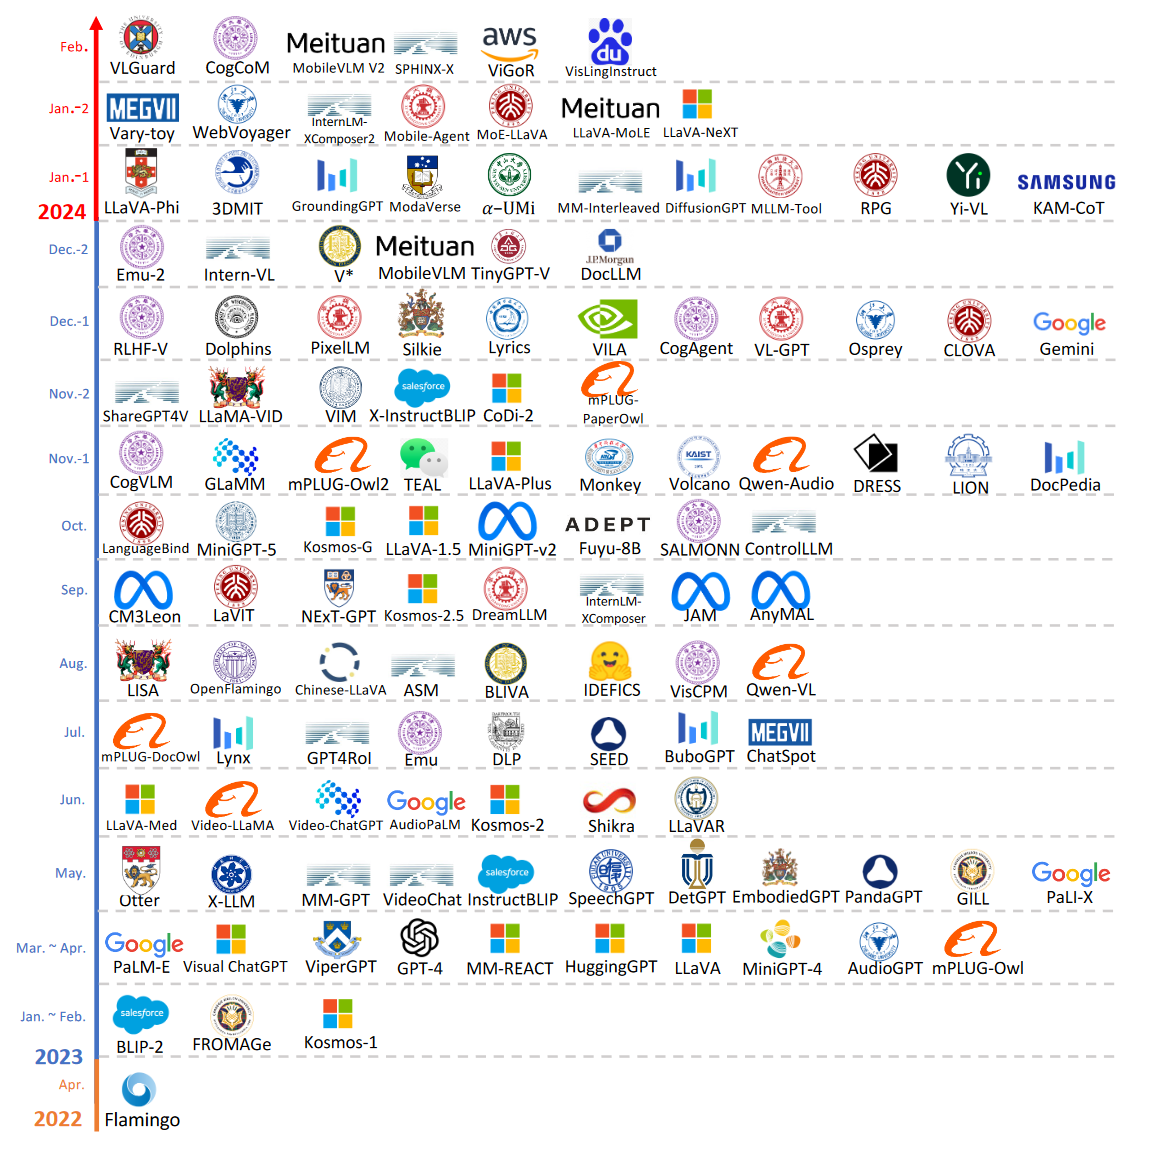 Feb.
Meituan
aws
du
VLGuard
CogCoM
MobileVLM V2
SPHINX-X
ViGoR
VisLingInstruct
Jan.-2
MEGVII
Meituan
Vary-toy
WebVoyager
InternLM-
XComposer2
Mobile-Agent
MoE-LLaVA
LLaVA-MoLE
LLaVA-NeXT
Jan.-1
Yi
SAMSUNG
2024
LLaVA-Phi
3DMIT
GroundingGPT
ModaVerse
α-UMi
MM-Interleaved
DiffusionGPT
MLLM-Tool
RPG
Yi-VL
KAM-CoT
Dec.-2
Meituan
J.P.Morgan
Emu-2
Intern-VL
V*
MobileVLM
TinyGPT-V
DocLLM
Dec.-1
Google
RLHF-V
Dolphins
PixelLM
Silkie
Lyrics
VILA
CogAgent
VL-GPT
Osprey
CLOVA
Gemini
Nov.-2
salesforce
ShareGPT4V
LLaMA-VID
VIM
X-InstructBLIP
CoDi-2
mPLUG-
PaperOwl
Nov.-1
KAIST
CogVLM
GLaMM
mPLUG-Owl2
TEAL
LLaVA-Plus
Monkey
Volcano
Qwen-Audio
DRESS
LION
DocPedia
Oct.
ADEPT
LanguageBind
MiniGPT-5
Kosmos-G
LLaVA-1.5
MiniGPT-v2
Fuyu-8B
SALMONN
ControlLLM
Sep.
CM3Leon
LaVIT
NExT-GPT
Kosmos-2.5
DreamLLM
InternLM-
XComposer
JAM
AnyMAL
Aug.
LISA
OpenFlamingo
Chinese-LLaVA
ASM
BLIVA
IDEFICS
VisCPM
Qwen-VL
Jul.
MEGVII
mPLUG-DocOwl
Lynx
GPT4RoI
Emu
DLP
SEED
BuboGPT
ChatSpot
Jun.
Google
LLaVA-Med
Video-LLaMA
Video-ChatGPT
AudioPaLM
Kosmos-2
Shikra
LLaVAR
May.
salesforce
Google
Otter
X-LLM
MM-GPT
VideoChat
InstructBLIP
SpeechGPT
DetGPT
EmbodiedGPT
PandaGPT
GILL
PaLI-X
Mar. ~ Apr.
Google
PaLM-E
Visual ChatGPT
ViperGPT
GPT-4
MM-REACT
HuggingGPT
LLaVA
MiniGPT-4
AudioGPT
mPLUG-Owl
Jan. ~ Feb.
salesforce
BLIP-2
FROMAGe
Kosmos-1
2023
Apr.
2022
Flamingo